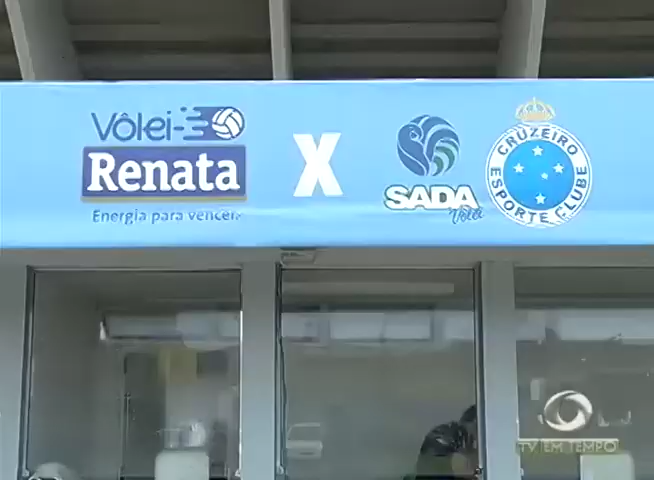 Vôlei-
Renata
Energia para vencer.
X
SADA
Vôlei
CRUZEIRO
ESPORTE CLUBE
TV EM TEMPO